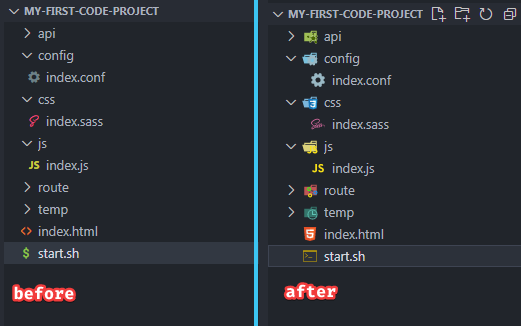 MY-FIRST-CODE-PROJECT
api
config
index.conf
css
index.sass
js
JS index.js
route
temp
index.html
$ start.sh
before
MY-FIRST-CODE-PROJECT
api
config
index.conf
css
index.sass
js
JS index.js
route
temp
index.html
start.sh
after